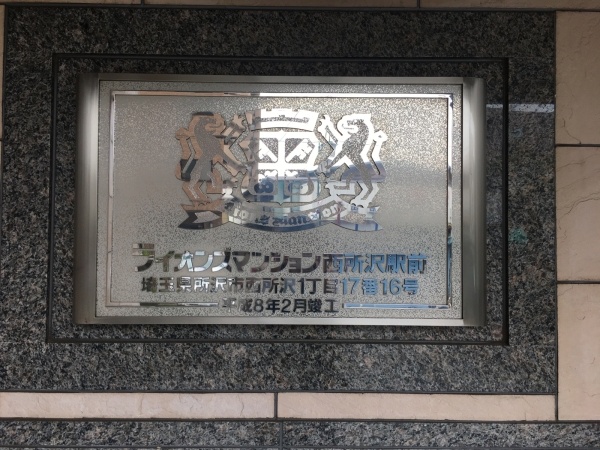 ライオンズマンション西所沢駅前
埼玉県所沢市西所沢1丁目17番16号
平成8年2月竣工